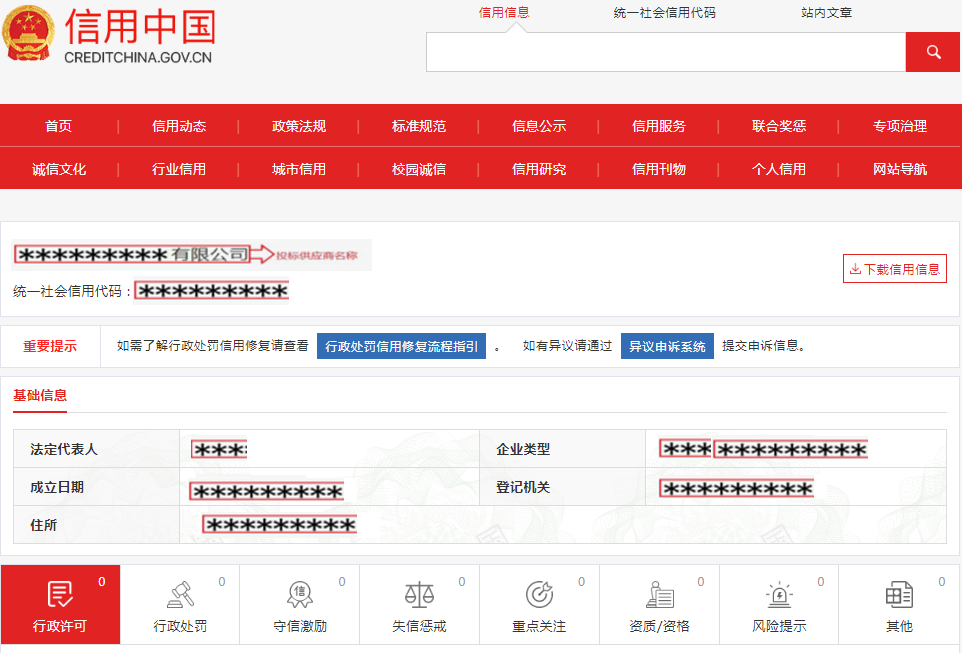 信用信息 统一社会信用代码 站内文章
信用中国
CREDITCHINA.GOV.CN
首页 | 信用动态 | 政策法规 | 标准规范 | 信息公示 | 信用服务 | 联合奖惩 | 专项治理
诚信文化 | 行业信用 | 城市信用 | 校园诚信 | 信用研究 | 信用刊物 | 个人信用 | 网站导航
*********有限公司 投标供应商名称
下载信用信息
统一社会信用代码：*********
重要提示 如需了解行政处罚信用修复请查看 行政处罚信用修复流程指引 。 如有异议请通过 异议申诉系统 提交申诉信息。
基础信息
法定代表人 *** 企业类型 *** *********
成立日期 ********* 登记机关 *********
住所 *********
0 0 0 0 0 0 0 0
信
行政许可 行政处罚 守信激励 失信惩戒 重点关注 资质/资格 风险提示 其他